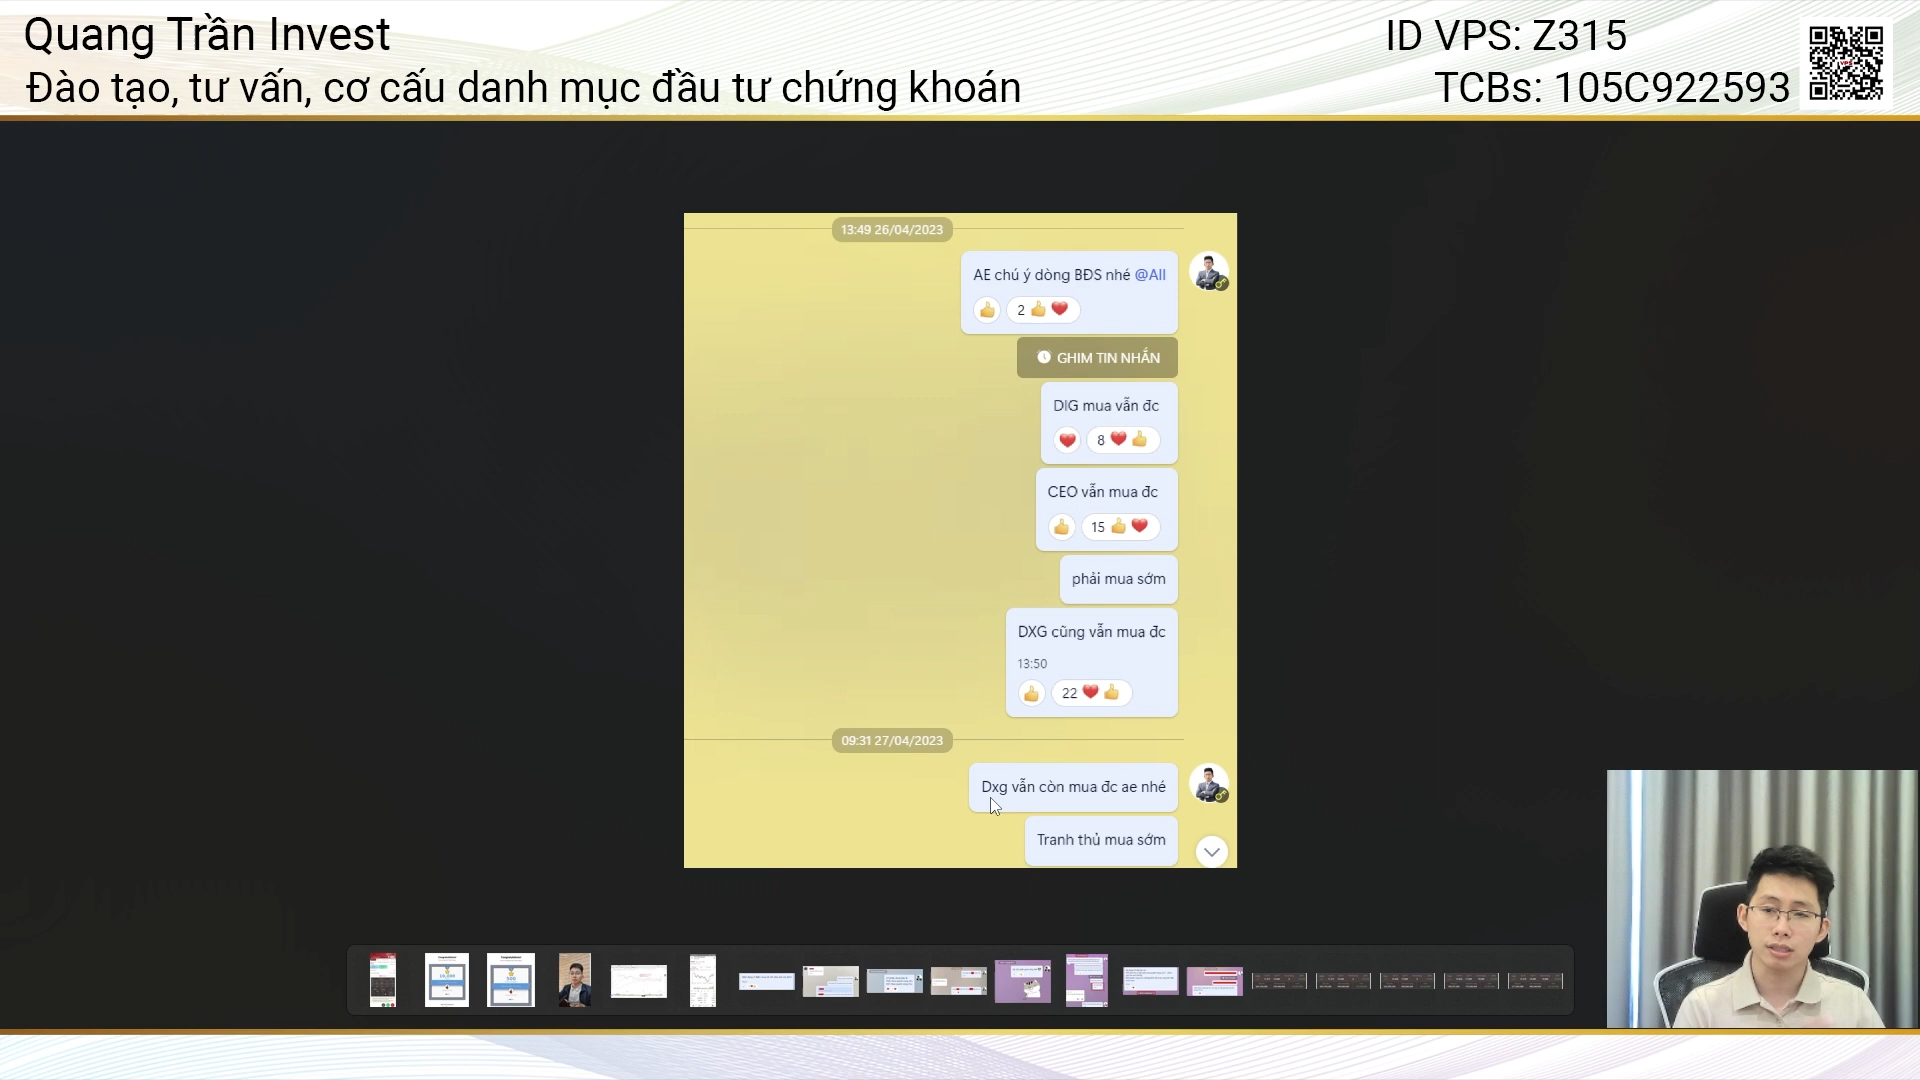 Quang Trần Invest
Đào tạo, tư vấn, cơ cấu danh mục đầu tư chứng khoán
ID VPS: Z315
TCBs: 105C922593
13:49 26/04/2023
AE chú ý dòng BĐS nhé @All
2
GHIM TIN NHẮN
DIG mua vẫn đc
8
CEO vẫn mua đc
15
phải mua sớm
DXG cũng vẫn mua đc
13:50
22
09:31 27/04/2023
Dxg vẫn còn mua đc ae nhé
Tranh thủ mua sớm